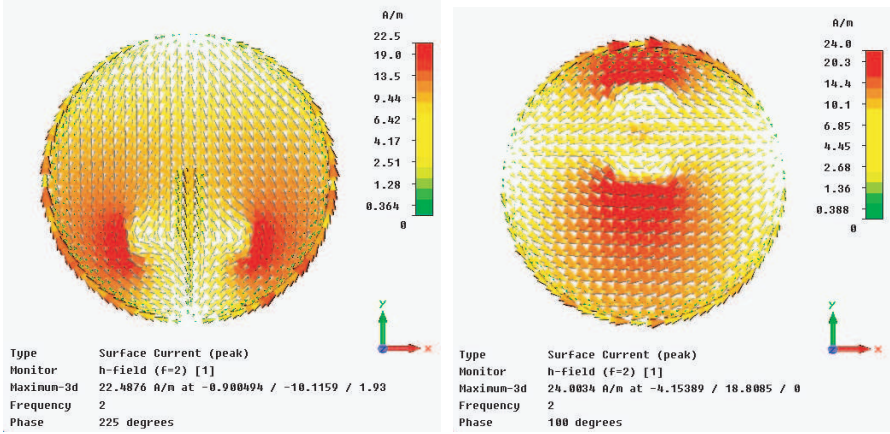 A/m
22.5
19.0
13.5
9.44
6.42
4.17
2.51
1.28
0.364
0
y
x
Type Surface Current (peak)
Monitor h-field (f=2) [1]
Maximum-3d 22.4876 A/m at -0.900494 / -10.1159 / 1.93
Frequency 2
Phase 225 degrees
A/m
24.0
20.3
14.4
10.1
6.85
4.45
2.68
1.36
0.388
0
y
x
Type Surface Current (peak)
Monitor h-field (f=2) [1]
Maximum-3d 24.0034 A/m at -4.15389 / 18.8085 / 0
Frequency 2
Phase 100 degrees